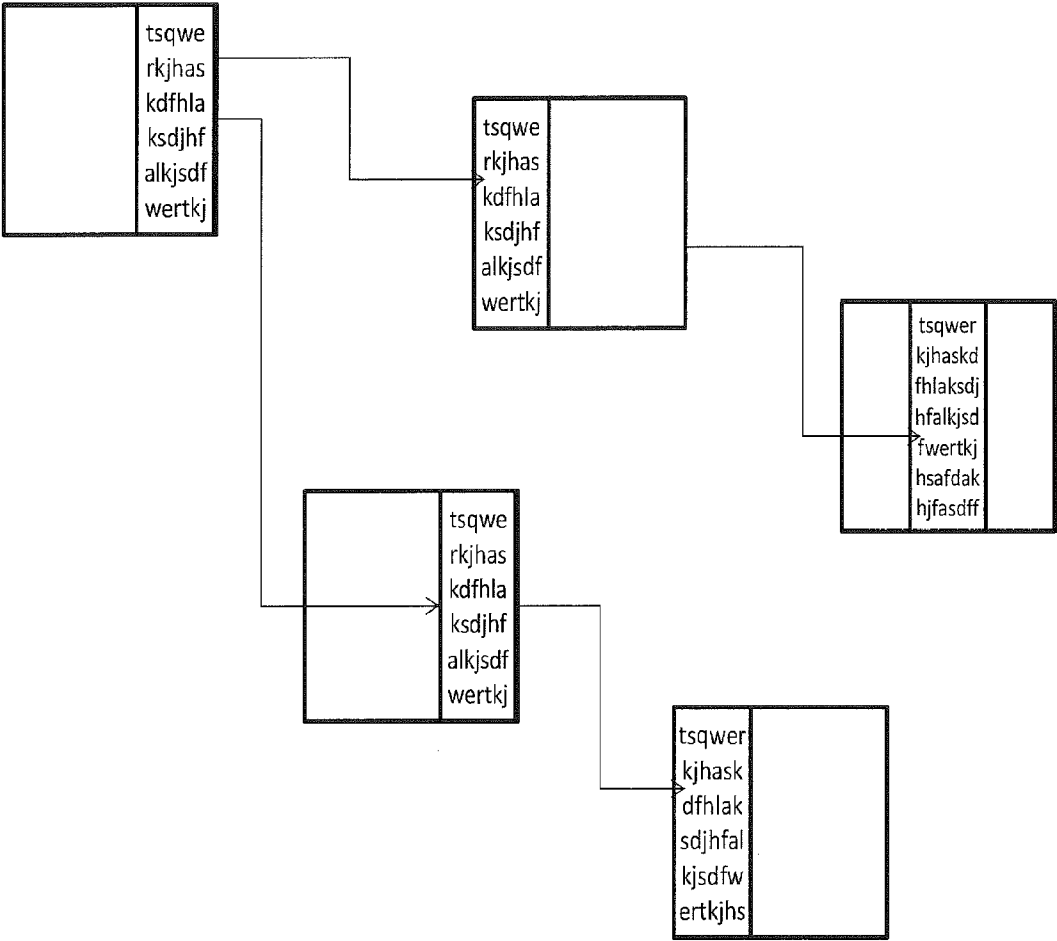 tsqwe
rkjhas
kdfhla
ksdjhf
alkjsdf
wertkj
tsqwe
rkjhas
kdfhla
ksdjhf
alkjsdf
wertkj
tsqwer
kjhaskd
fhlaksdj
hfalkjsd
fwertkj
hsafdak
hjfasdff
tsqwe
rkjhas
kdfhla
ksdjhf
alkjsdf
wertkj
tsqwer
kjhask
dfhlak
sdjhfal
kjsdfw
ertkjhs